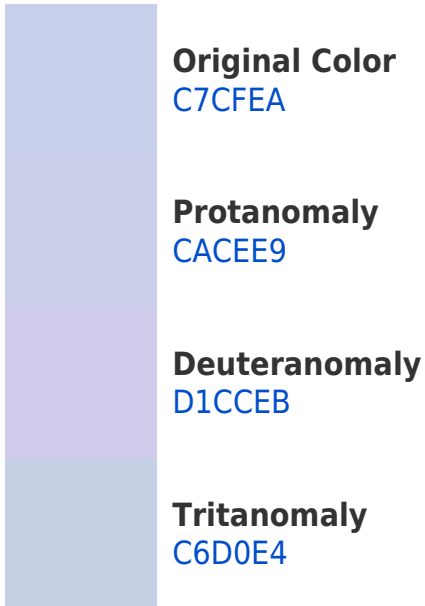 Original Color
C7CFEA
Protanomaly
CACEE9
Deuteranomaly
D1CCEB
Tritanomaly
C6D0E4